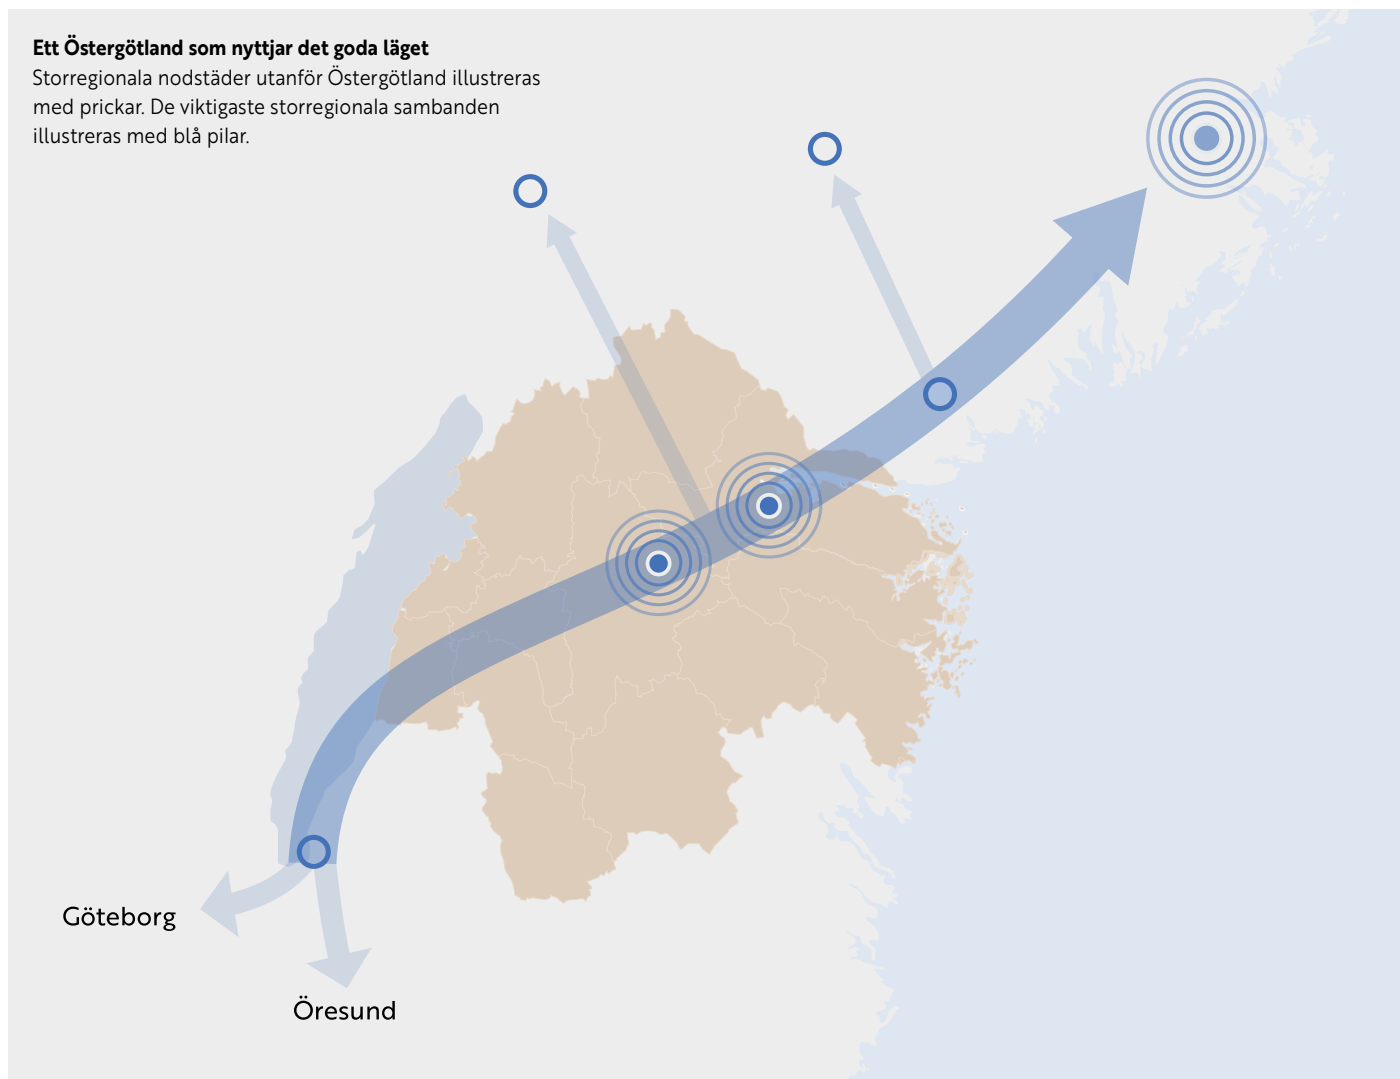 Ett Östergötland som nyttjar det goda läget
Storregionala nodstäder utanför Östergötland illustreras
med prickar. De viktigaste storregionala sambanden
illustreras med blå pilar.
Göteborg
Öresund